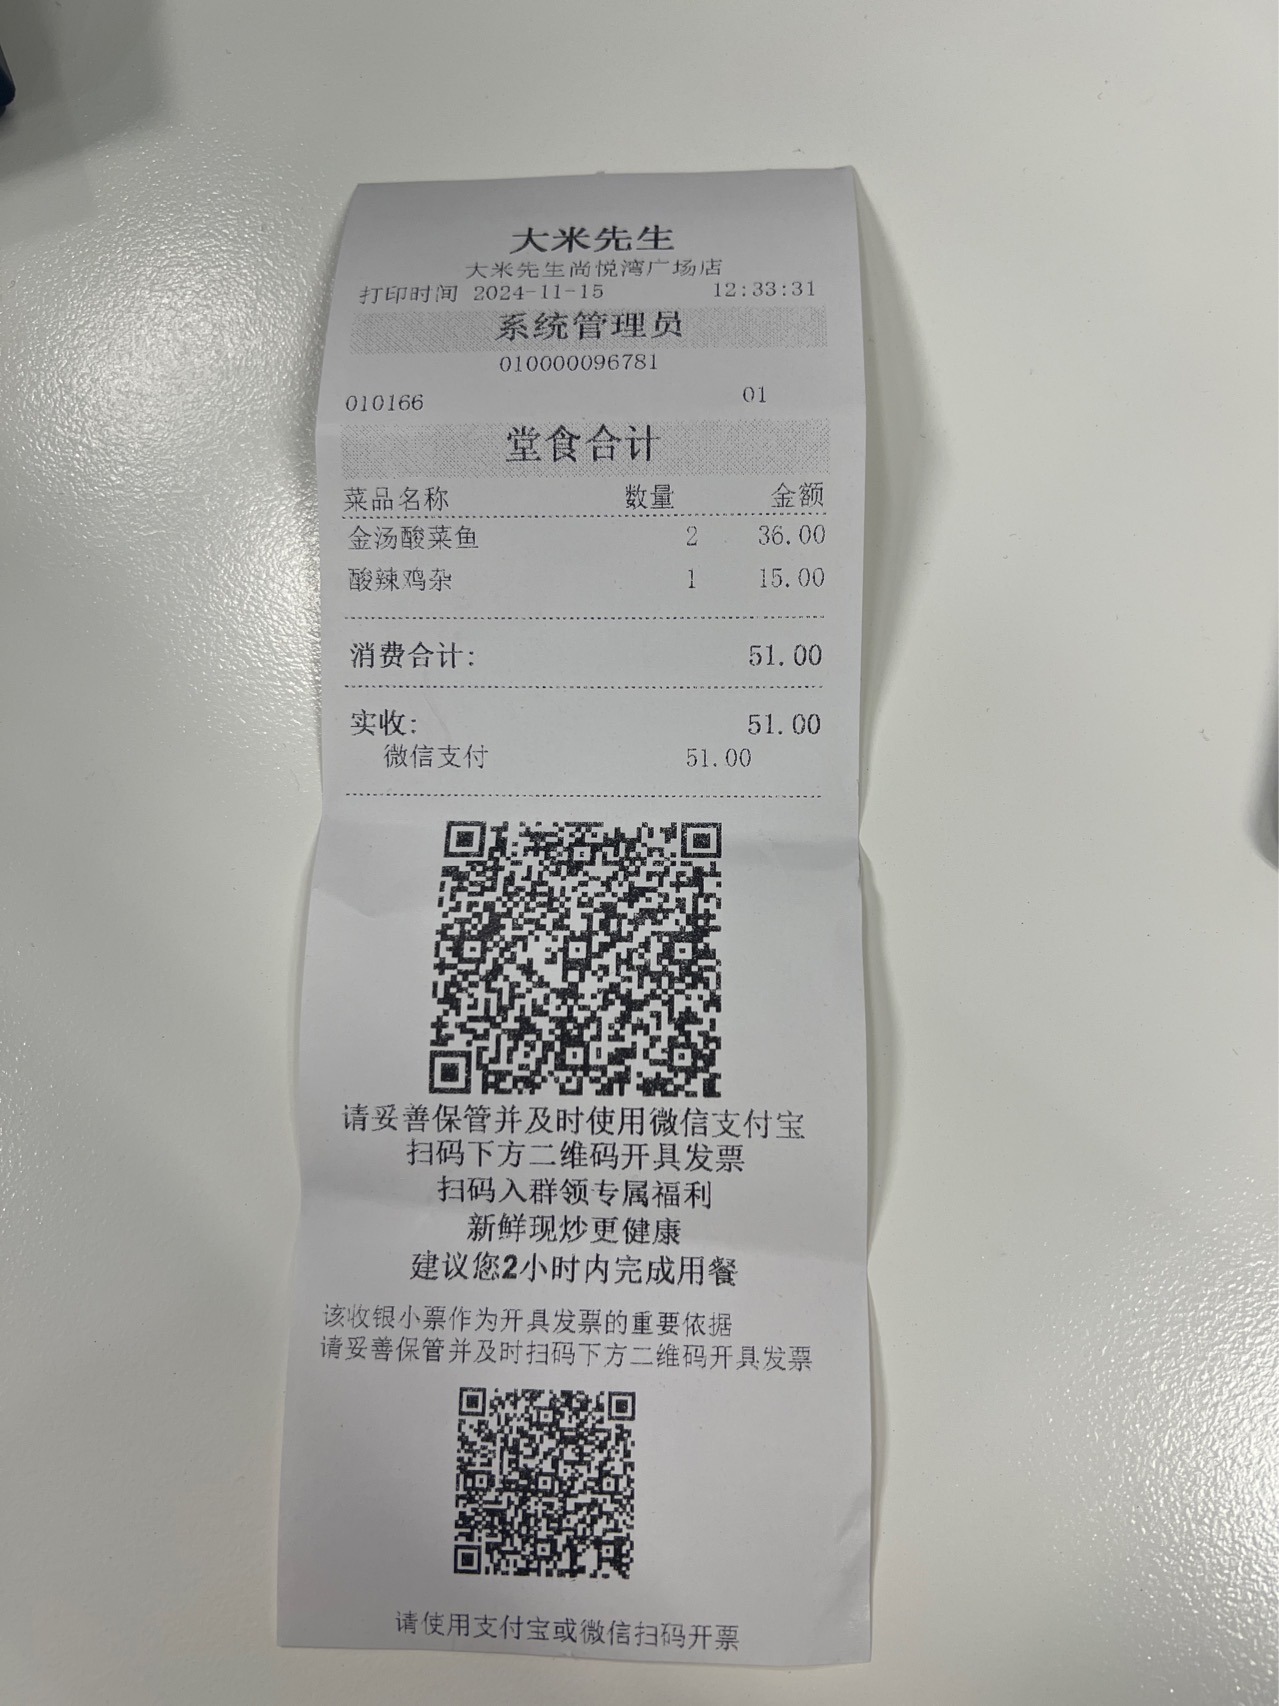 大米先生
大米先生尚悦湾广场店
打印时间 2024-11-15 12:33:31
系统管理员
010000096781
010166 01
堂食合计
菜品名称 数量 金额
金汤酸菜鱼 2 36.00
酸辣鸡杂 1 15.00
消费合计: 51.00
实收: 51.00
微信支付 51.00
请妥善保管并及时使用微信支付宝
扫码下方二维码开具发票
扫码入群领专属福利
新鲜现炒更健康
建议您2小时内完成用餐
该收银小票作为开具发票的重要依据
请妥善保管并及时扫码下方二维码开具发票
请使用支付宝或微信扫码开票